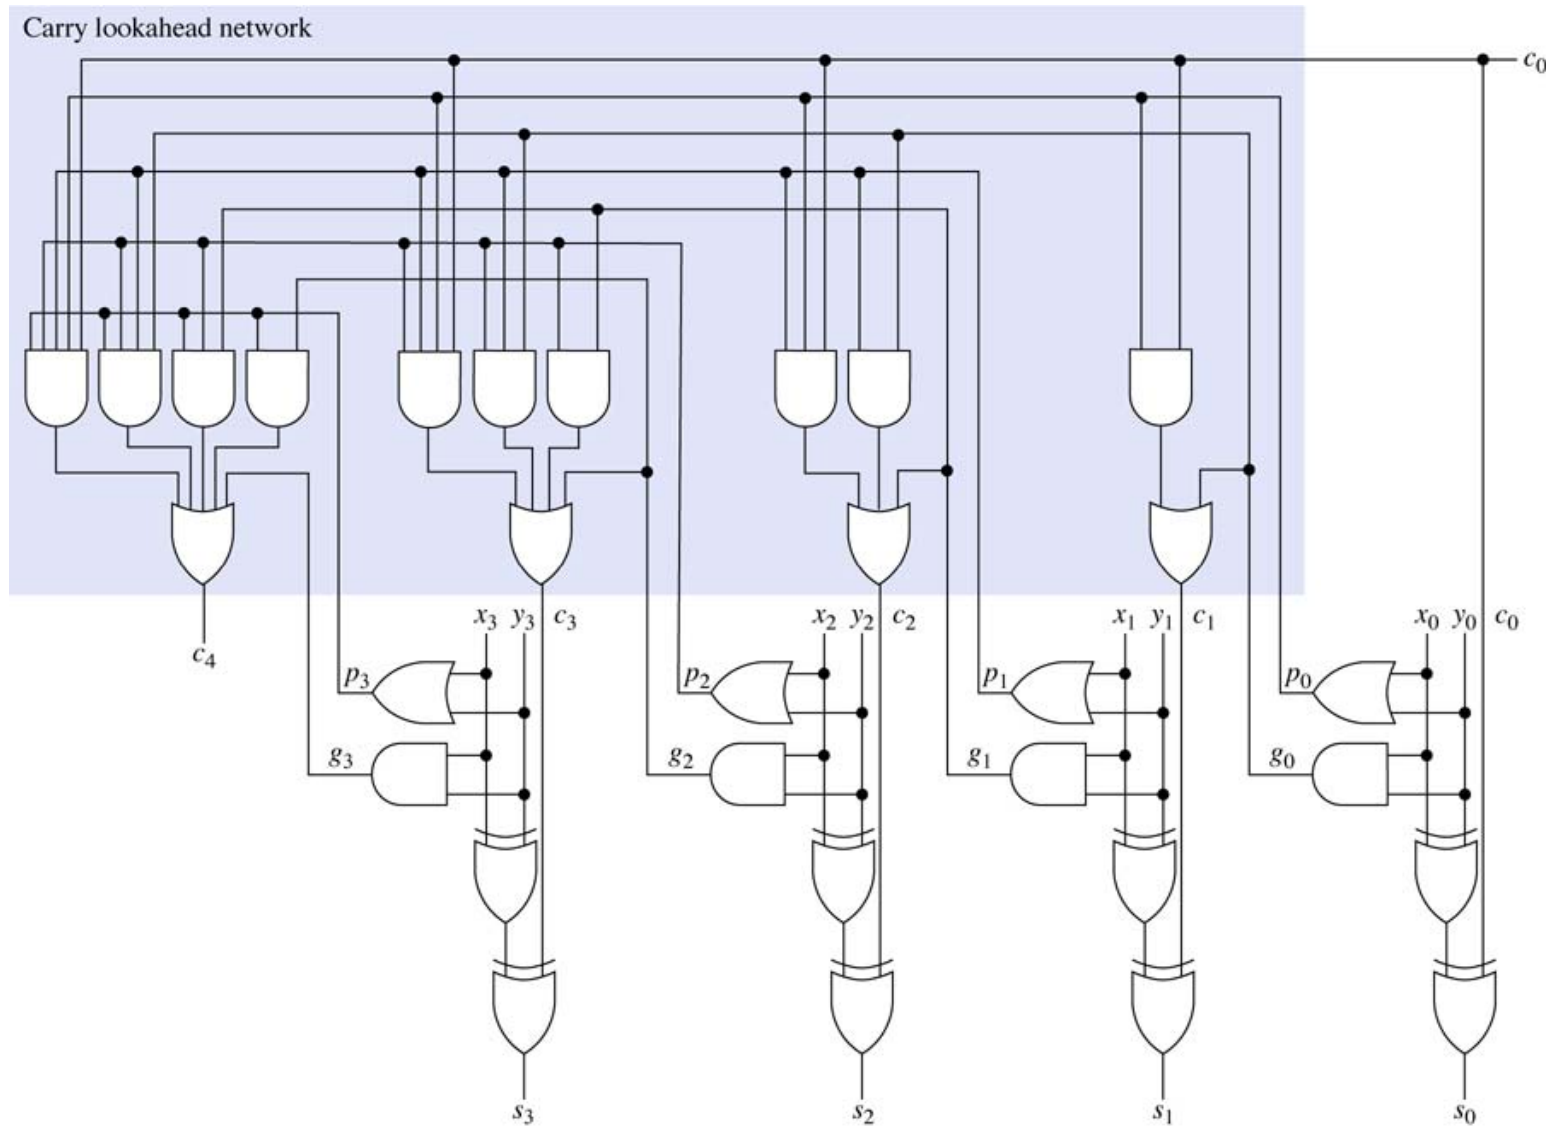 Carry lookahead network
c0
x3 y3 c3 x2 y2 c2 x1 y1 c1 x0 y0 c0
c4
p3 p2 p1 p0
g3 g2 g1 g0
s3 s2 s1 s0